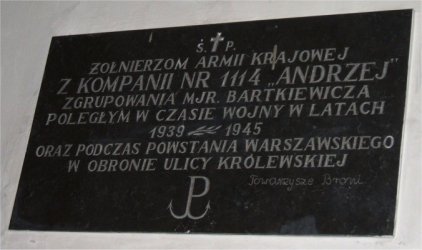 Ś. P.
ŻOŁNIERZOM ARMII KRAJOWEJ
Z KOMPANII NR 1114 „ANDRZEJ"
ZGRUPOWANIA MJR. BARTKIEWICZA
POLEGŁYM W CZASIE WOJNY W LATACH
1939 1945
ORAZ PODCZAS POWSTANIA WARSZAWSKIEGO
W OBRONIE ULICY KRÓLEWSKIEJ
Towarzysze Broni